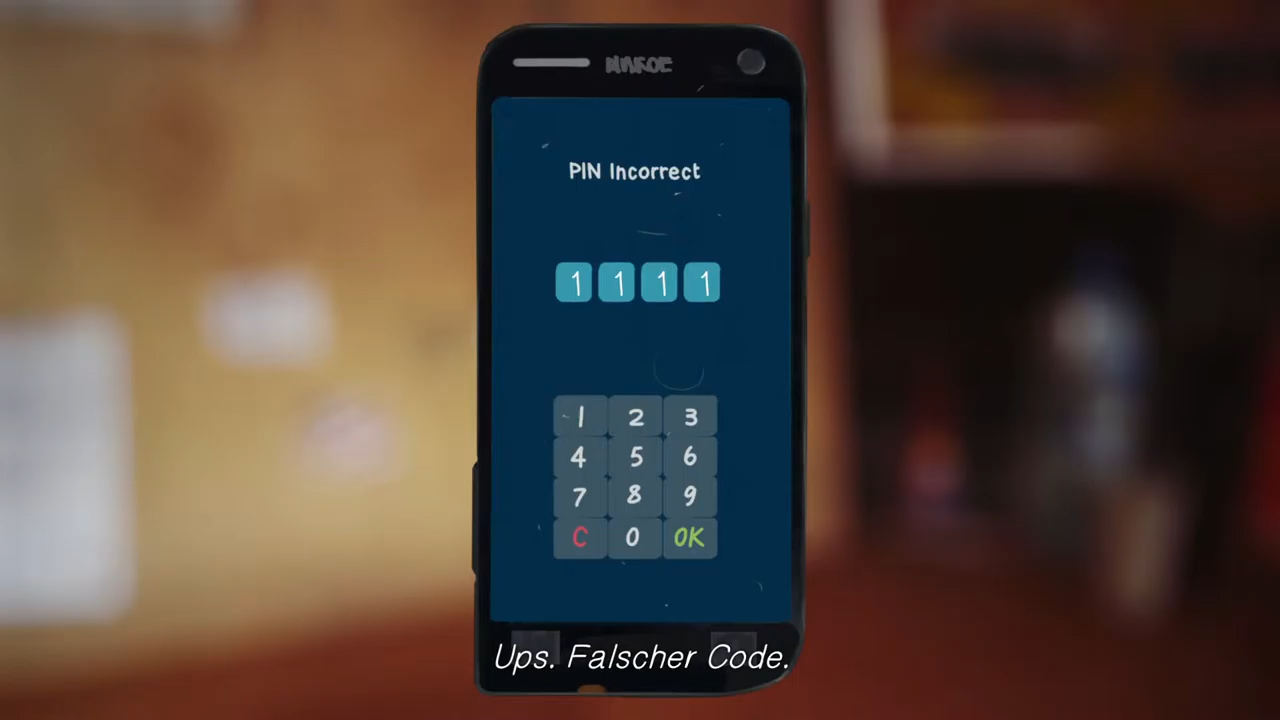 PIN Incorrect
1 1 1 1
1 2 3
4 5 6
7 8 9
C 0 OK
Ups. Falscher Code.